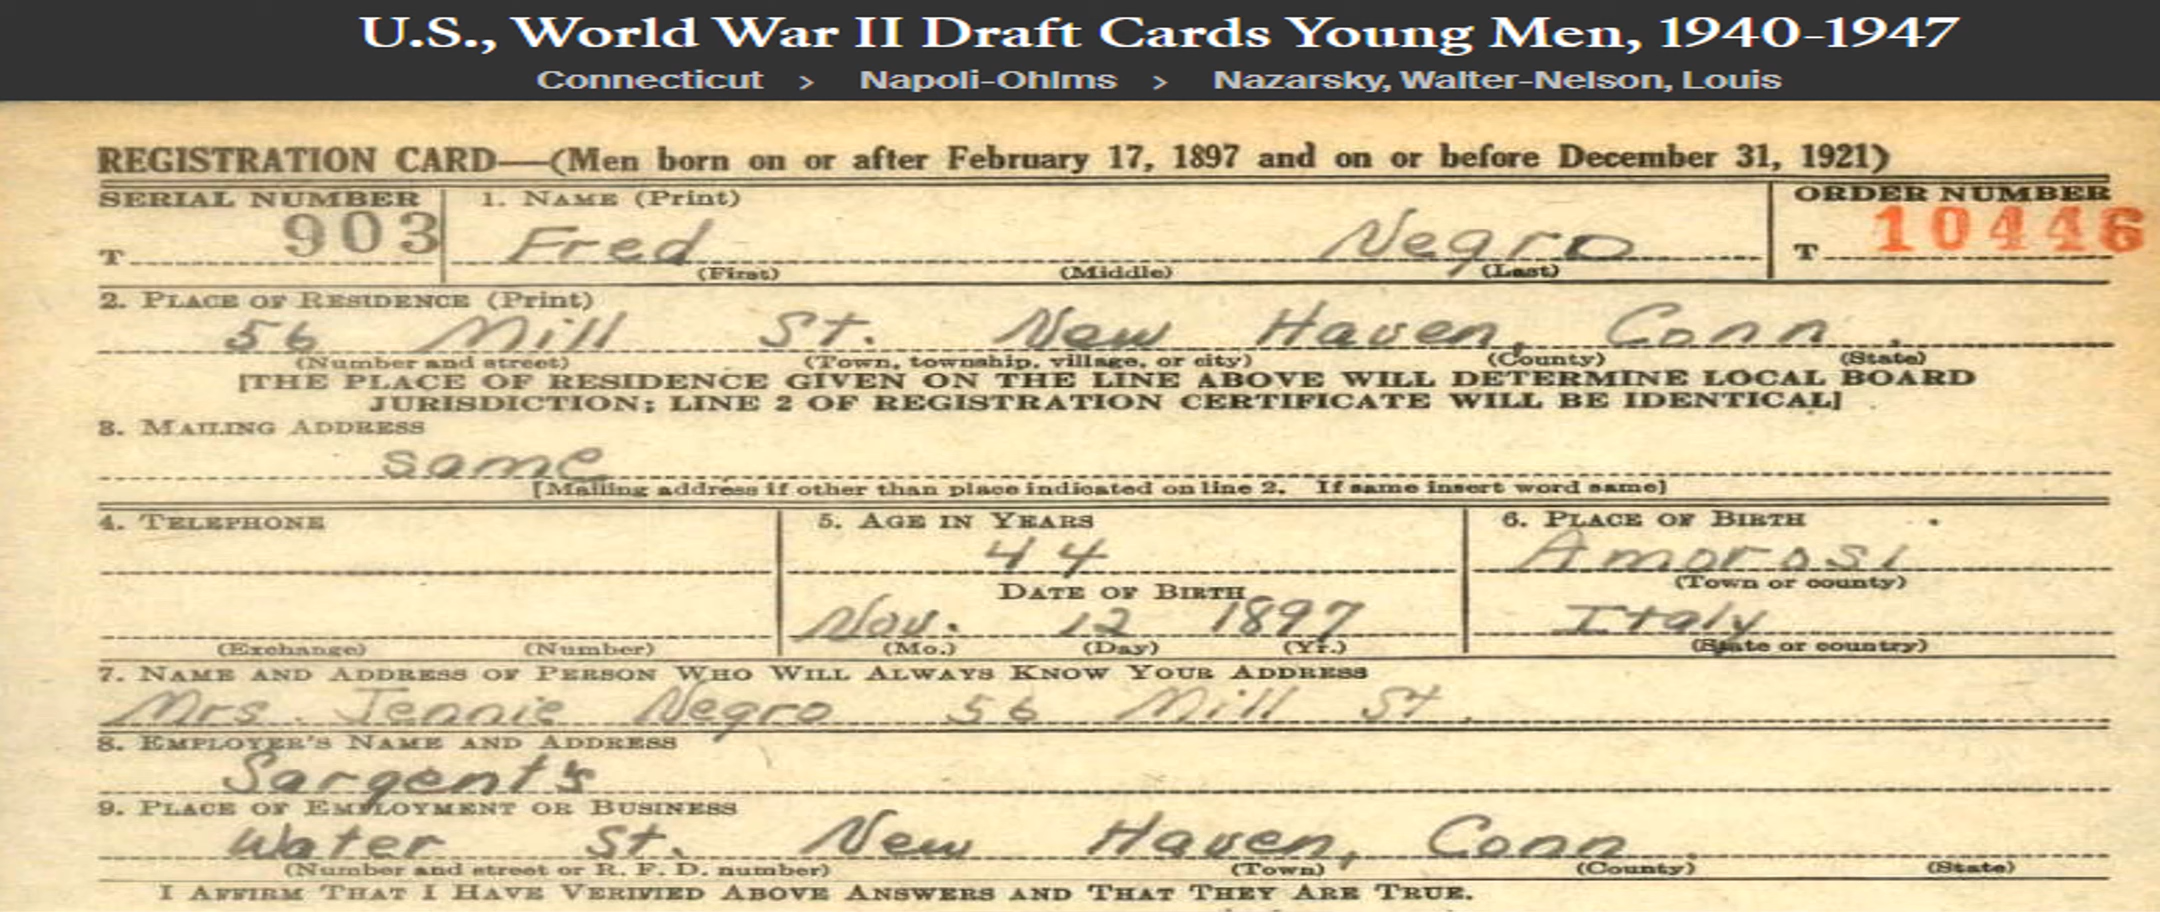 U.S., World War II Draft Cards Young Men, 1940-1947
Connecticut > Napoli-Ohlms > Nazarsky, Walter-Nelson, Louis
REGISTRATION CARD—(Men born on or after February 17, 1897 and on or before December 31, 1921)
SERIAL NUMBER 1. NAME (Print) ORDER NUMBER
T 903 Fred Negro T 10446
(First) (Middle) (Last)
2. PLACE OF RESIDENCE (Print)
56 Mill St. New Haven, Conn.
(Number and street) (Town, township, village, or city) (County) (State)
[THE PLACE OF RESIDENCE GIVEN ON THE LINE ABOVE WILL DETERMINE LOCAL BOARD
JURISDICTION; LINE 2 OF REGISTRATION CERTIFICATE WILL BE IDENTICAL]
3. MAILING ADDRESS
same
[Mailing address if other than place indicated on line 2. If same insert word same]
4. TELEPHONE 5. AGE IN YEARS 6. PLACE OF BIRTH
44 Amorosi
(Town or county)
DATE OF BIRTH
Nov. 12 1897 Italy
(Exchange) (Number) (Mo.) (Day) (Yr.) (State or country)
7. NAME AND ADDRESS OF PERSON WHO WILL ALWAYS KNOW YOUR ADDRESS
Mrs. Jennie Negro 56 Mill St.
8. EMPLOYER'S NAME AND ADDRESS
Sargent's
9. PLACE OF EMPLOYMENT OR BUSINESS
Water St. New Haven, Conn
(Number and street or R. F. D. number) (Town) (County) (State)
I AFFIRM THAT I HAVE VERIFIED ABOVE ANSWERS AND THAT THEY ARE TRUE.